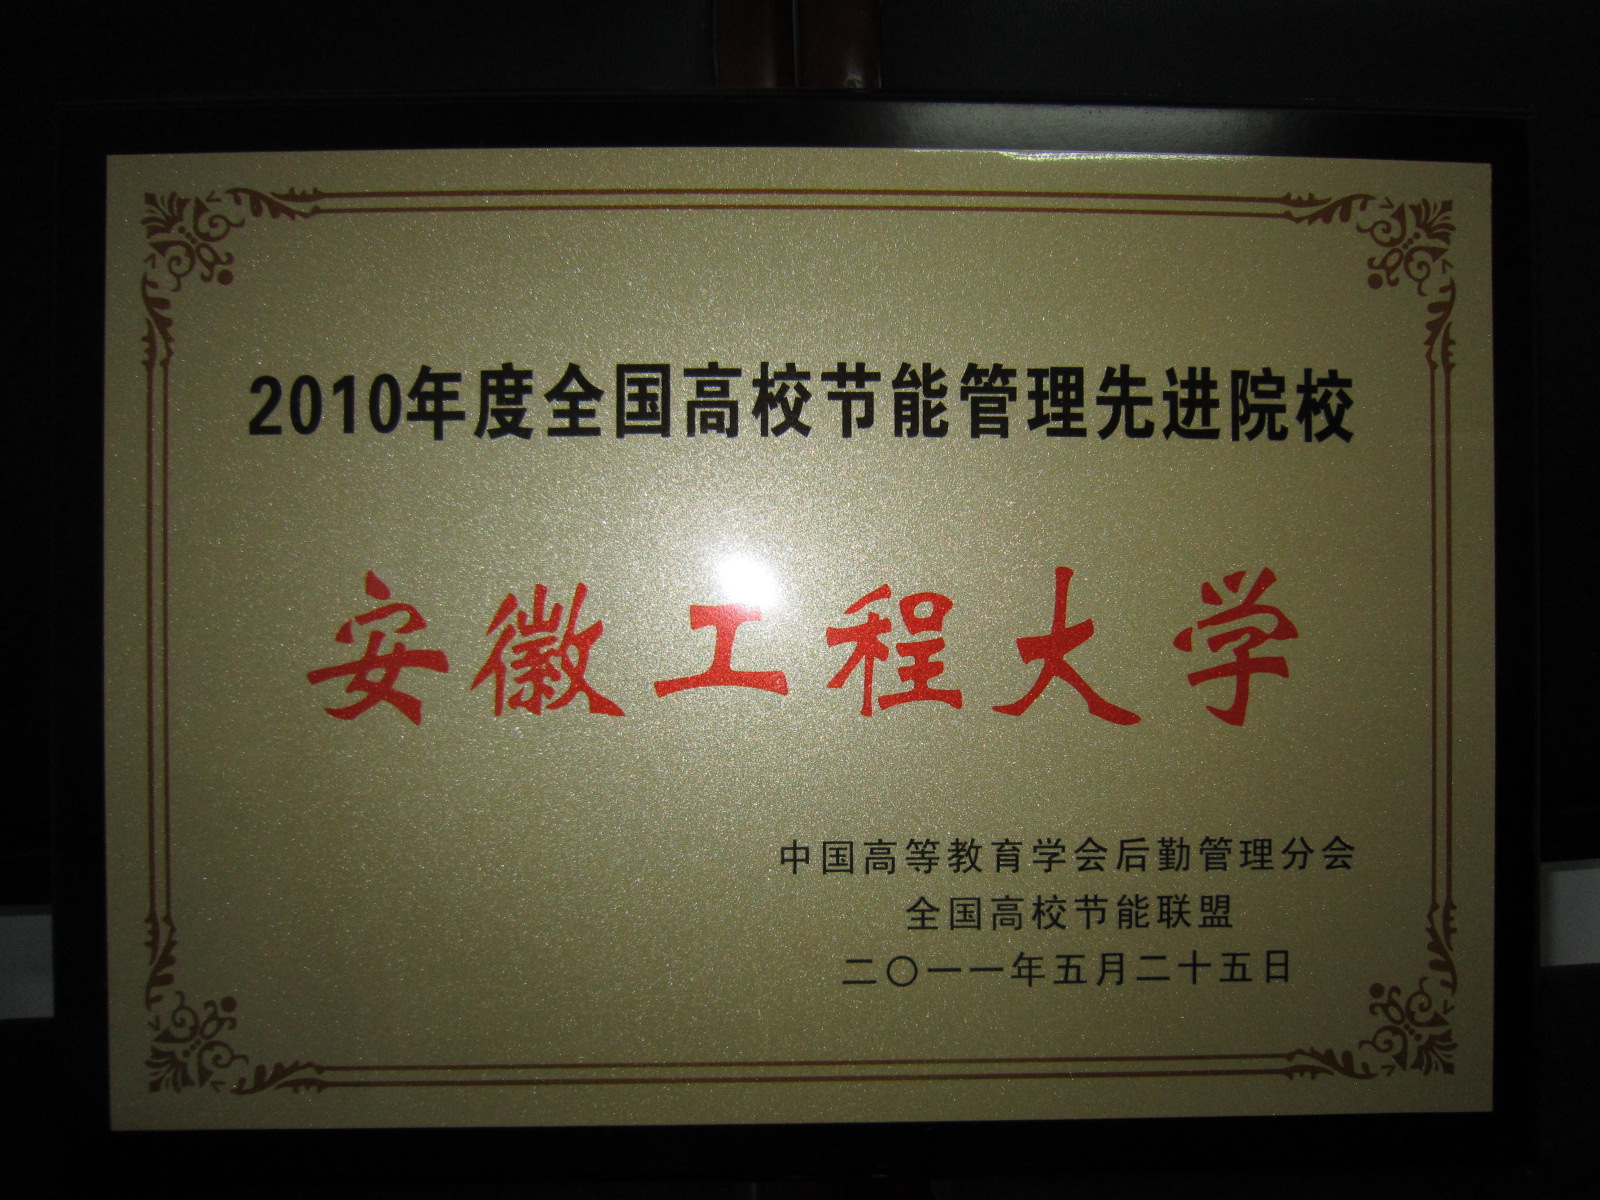 2010年度全国高校节能管理先进院校
安徽工程大学
中国高等教育学会后勤管理分会
全国高校节能联盟
二〇一一年五月二十五日